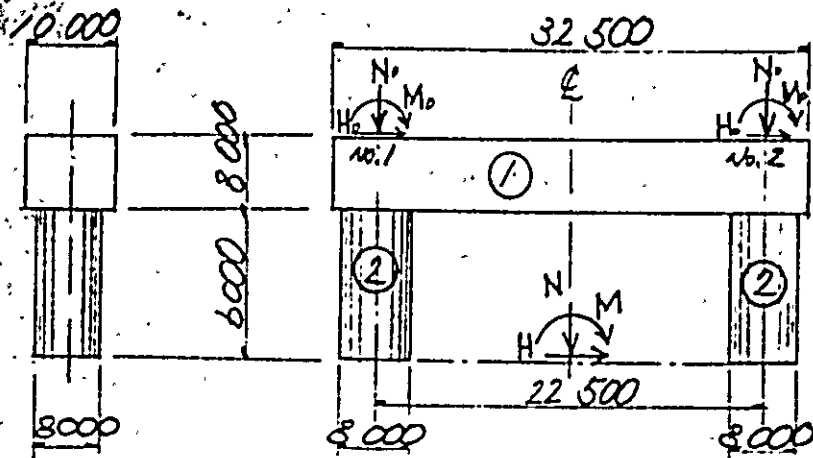 10 000
32 500
N₀
M₀
H₀
℄
N₀
M₀
H₀
No.1
No.2
8 000
①
6000
②
②
N
M
H
22 500
8000
8 000
8 000